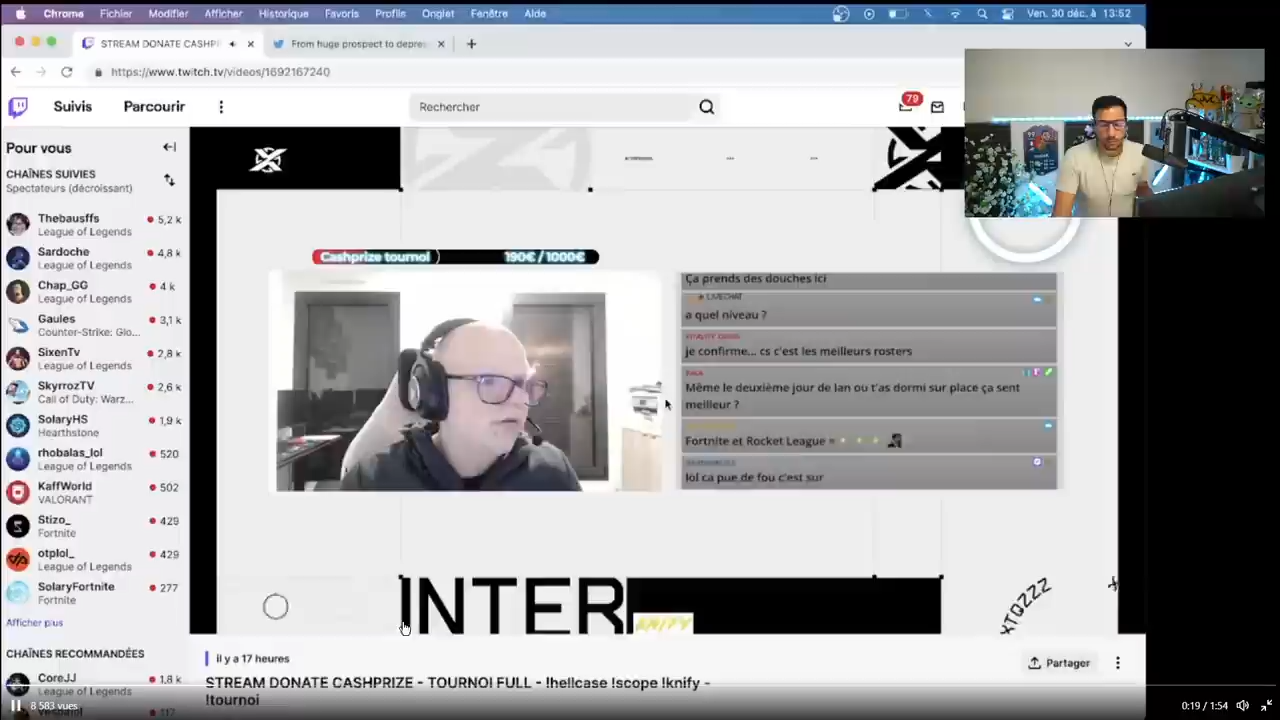 Chrome Fichier Modifier Afficher Historique Favoris Profils Onglet Fenêtre Aide
Ven. 30 déc. à 13:52
STREAM DONATE CASHPR
From huge prospect to depre
https://www.twitch.tv/videos/1692167240
Suivis
Parcourir
Rechercher
79
Pour vous
CHAÎNES SUIVIES
Spectateurs (décroissant)
Thebausffs 5,2 k
League of Legends
Sardoche 4,8 k
League of Legends
Chap_GG 4 k
League of Legends
Gaules 3,1 k
Counter-Strike: Glo...
SixenTv 2,8 k
League of Legends
SkyrrozTV 2,6 k
Call of Duty: Warz...
SolaryHS 1,9 k
Hearthstone
rhobalas_lol 520
League of Legends
KaffWorld 502
VALORANT
Stizo_ 429
Fortnite
otplol_ 429
League of Legends
SolaryFortnite 277
Fortnite
Afficher plus
CHAÎNES RECOMMANDÉES
CoreJJ 1,8 k
League of Legends
117
Cashprize tournoi 190€ / 1000€
Ça prends des douches ici
LIVECHAT
a quel niveau ?
je confirme... cs c'est les meilleurs rosters
Même le deuxième jour de lan ou t'as dormi sur place ça sent
meilleur ?
Fortnite et Rocket League =
lol ca pue de fou c'est sur
INTER
KNIFY
XTQZZZ
il y a 17 heures
Partager
STREAM DONATE CASHPRIZE - TOURNOI FULL - !hellcase !scope !knify -
!tournoi
8 583 vues
0:19 / 1:54